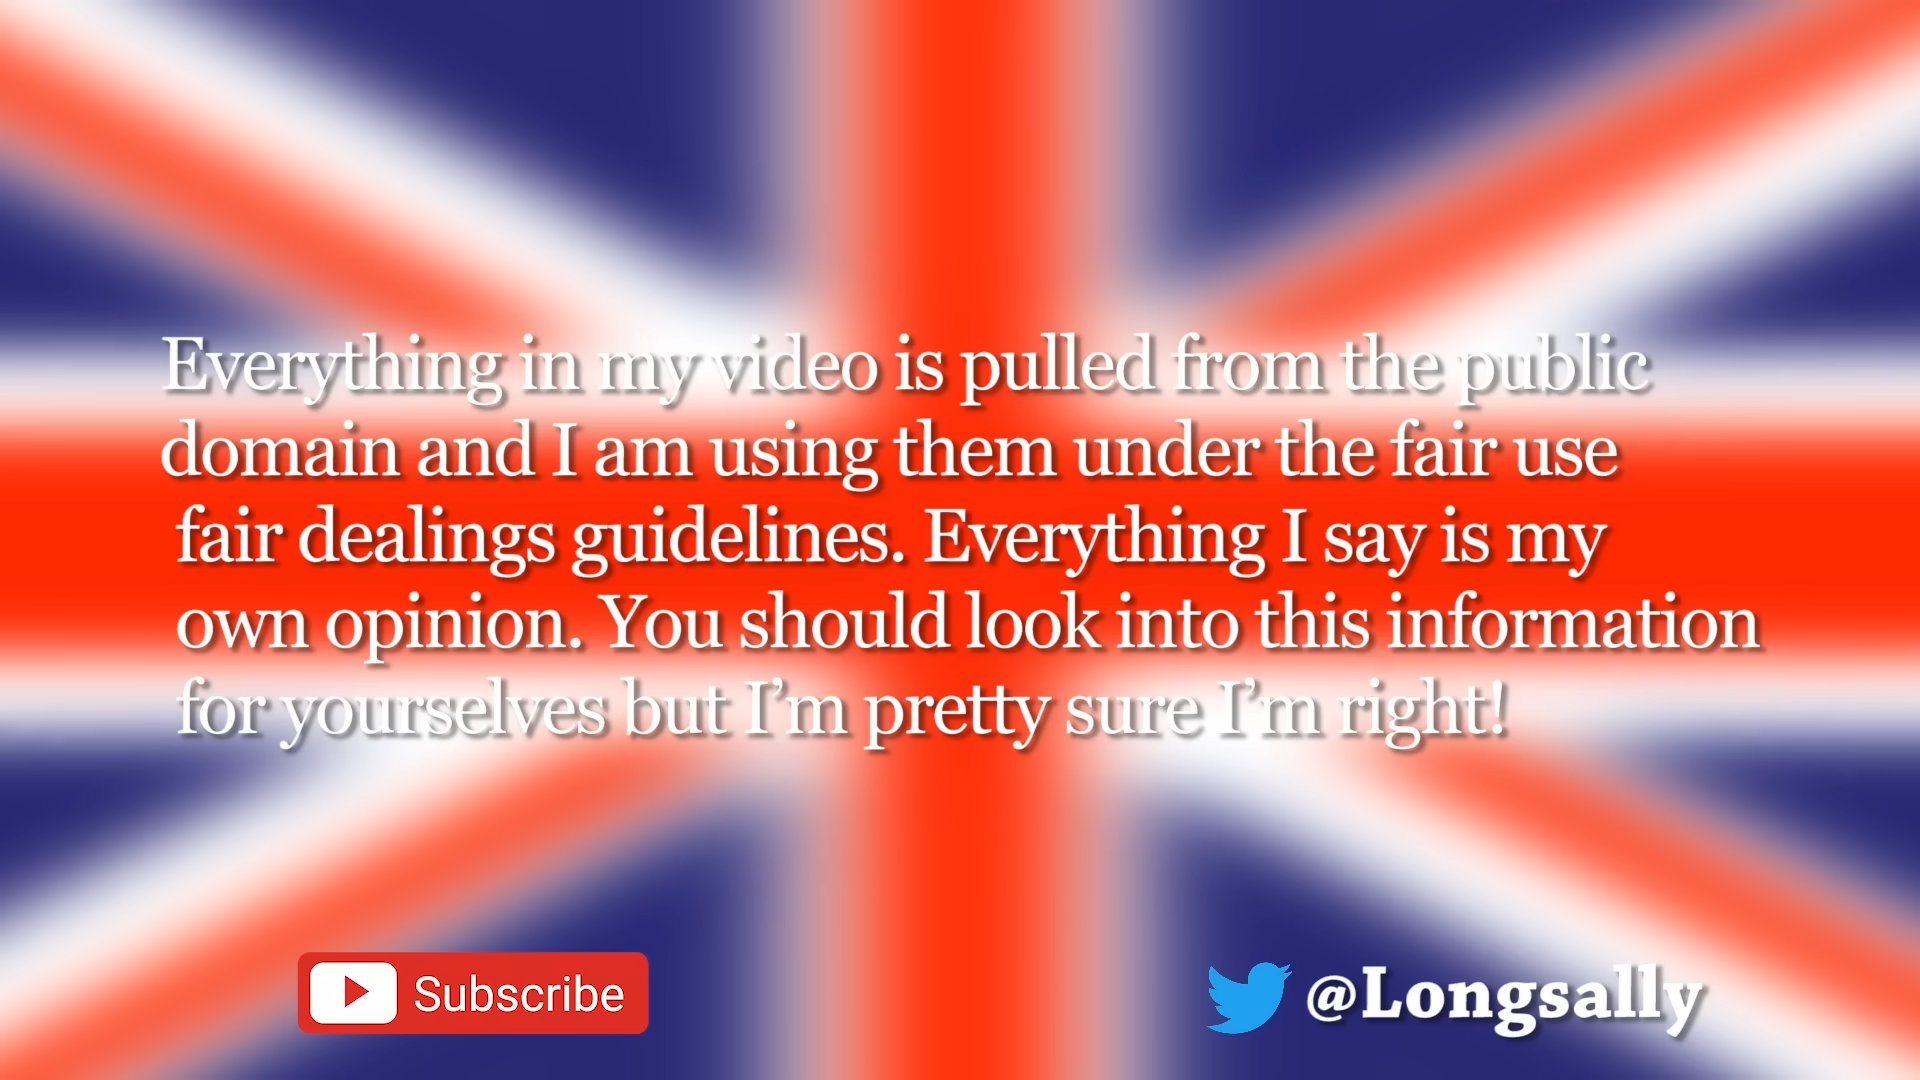 Everything in my video is pulled from the public
domain and I am using them under the fair use
fair dealings guidelines. Everything I say is my
own opinion. You should look into this information
for yourselves but I’m pretty sure I’m right!
Subscribe
@Longsally